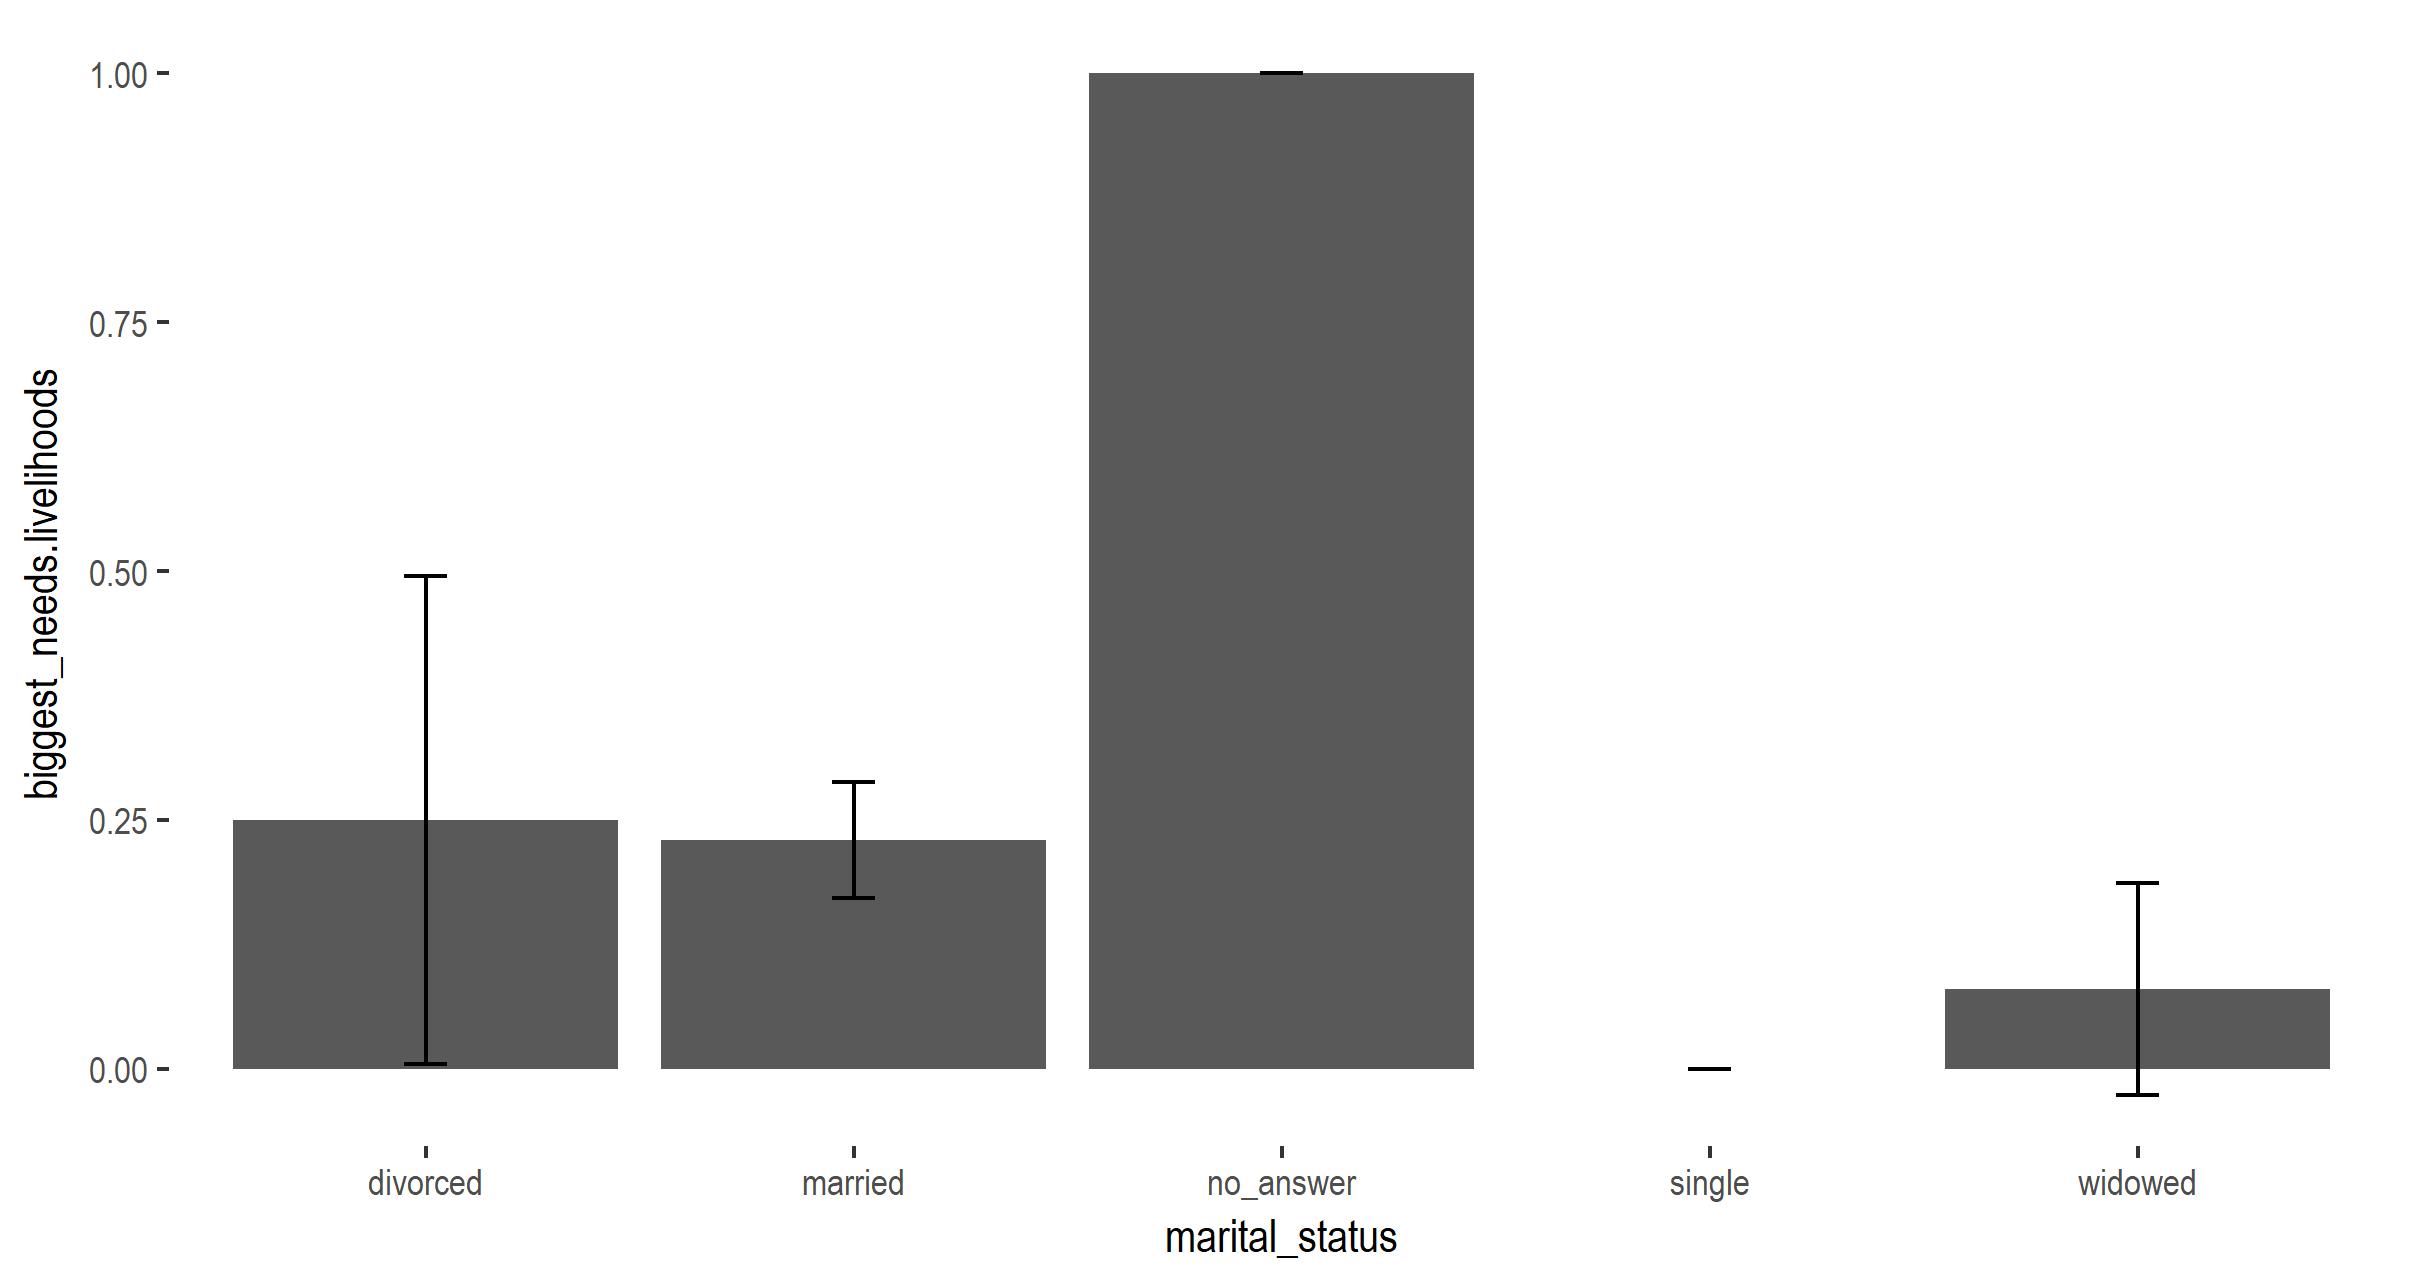 1.00
0.75
0.50
0.25
0.00
biggest_needs.livelihoods
divorced married no_answer single widowed
marital_status